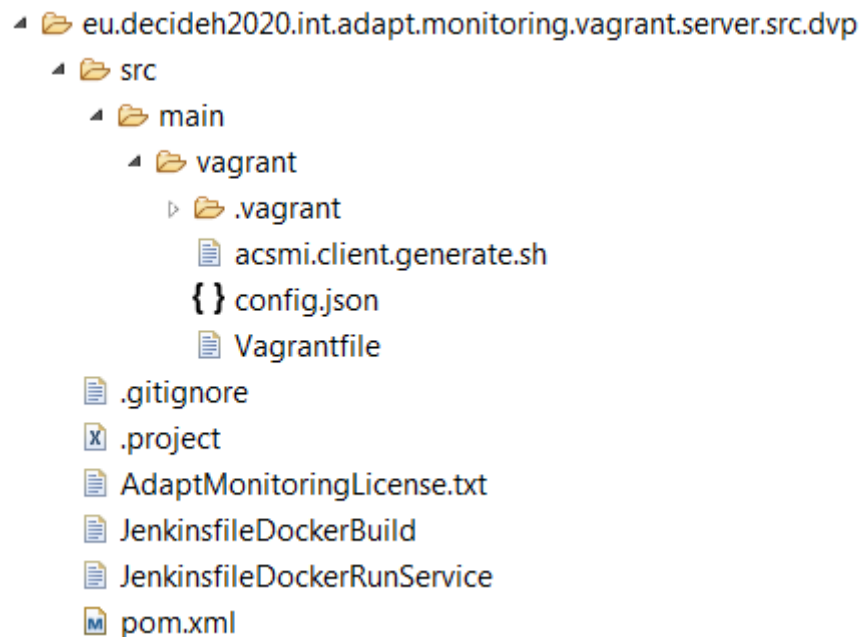 eu.decideh2020.int.adapt.monitoring.vagrant.server.src.dvp
src
main
vagrant
.vagrant
acsmi.client.generate.sh
{ } config.json
Vagrantfile
.gitignore
.project
AdaptMonitoringLicense.txt
JenkinsfileDockerBuild
JenkinsfileDockerRunService
pom.xml